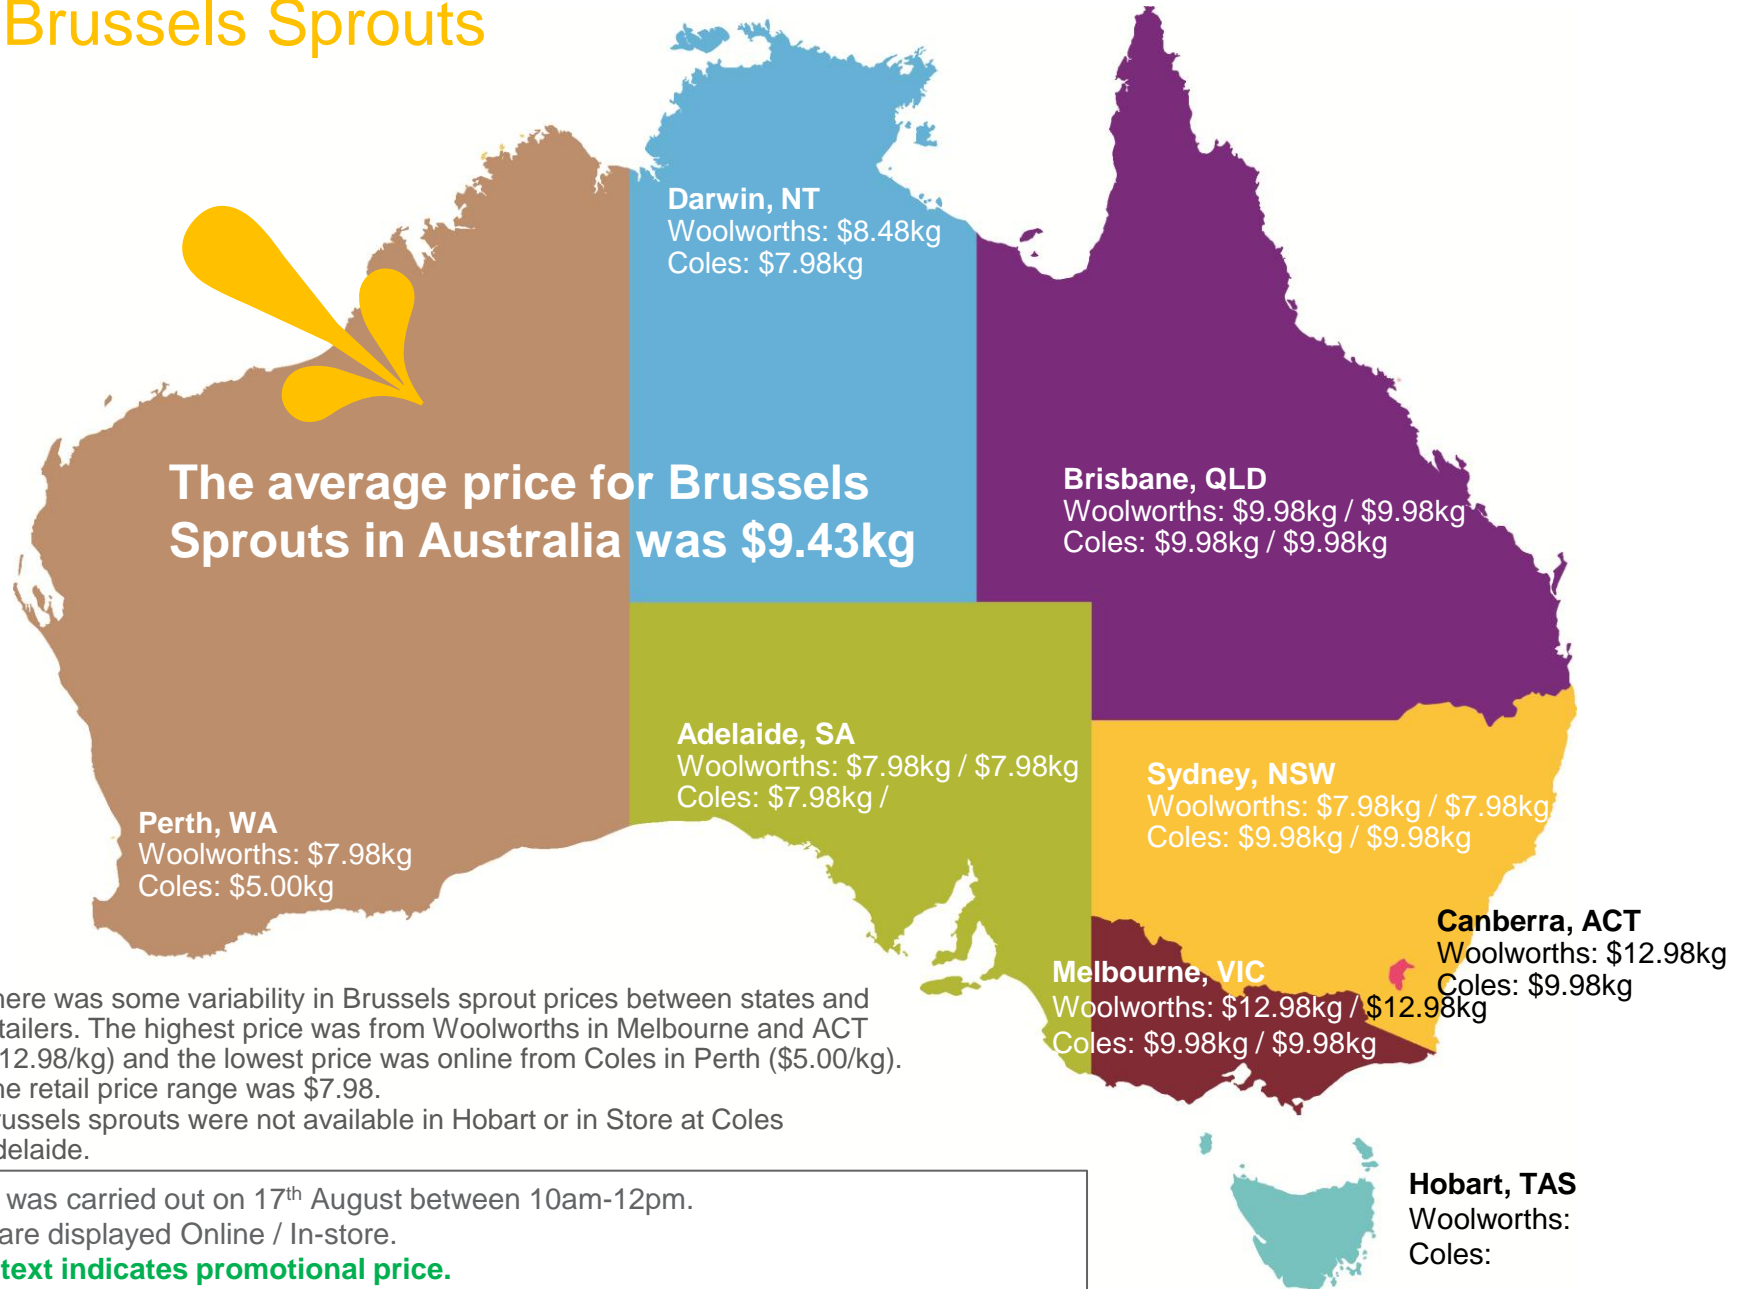 Brussels Sprouts
Darwin, NT
Woolworths: $8.48kg
Coles: $7.98kg
The average price for Brussels
Sprouts in Australia was $9.43kg
Brisbane, QLD
Woolworths: $9.98kg / $9.98kg
Coles: $9.98kg / $9.98kg
Adelaide, SA
Woolworths: $7.98kg / $7.98kg
Coles: $7.98kg /
Sydney, NSW
Woolworths: $7.98kg / $7.98kg
Coles: $9.98kg / $9.98kg
Perth, WA
Woolworths: $7.98kg
Coles: $5.00kg
Canberra, ACT
Woolworths: $12.98kg
Coles: $9.98kg
Melbourne, VIC
Woolworths: $12.98kg / $12.98kg
Coles: $9.98kg / $9.98kg
here was some variability in Brussels sprout prices between states and
tailers. The highest price was from Woolworths in Melbourne and ACT
12.98/kg) and the lowest price was online from Coles in Perth ($5.00/kg).
he retail price range was $7.98.
russels sprouts were not available in Hobart or in Store at Coles
delaide.
was carried out on 17th August between 10am-12pm.
are displayed Online / In-store.
text indicates promotional price.
Hobart, TAS
Woolworths:
Coles: